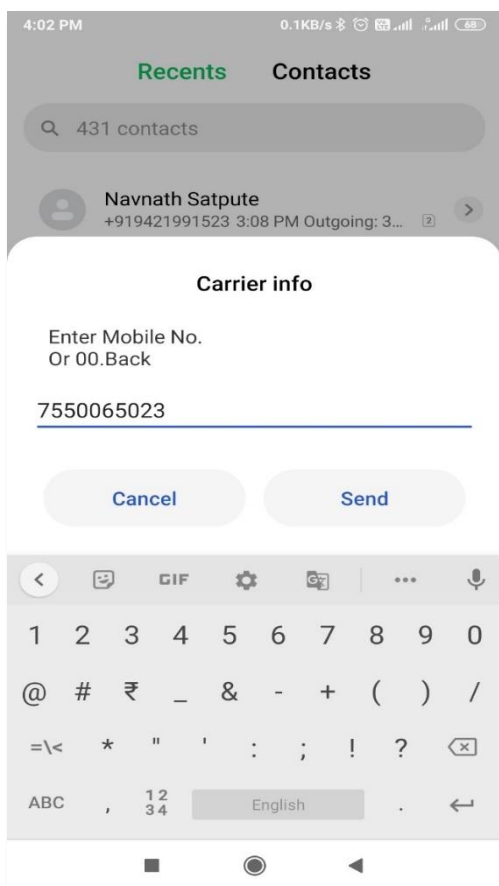 4:02 PM 0.1KB/s 68
Recents Contacts
431 contacts
Navnath Satpute
+919421991523 3:08 PM Outgoing: 3... 2
Carrier info
Enter Mobile No.
Or 00.Back
7550065023
Cancel Send
GIF
1 2 3 4 5 6 7 8 9 0
@ # ₹ _ & - + ( ) /
=\< * " ' : ; ! ?
ABC , 12 34 English .